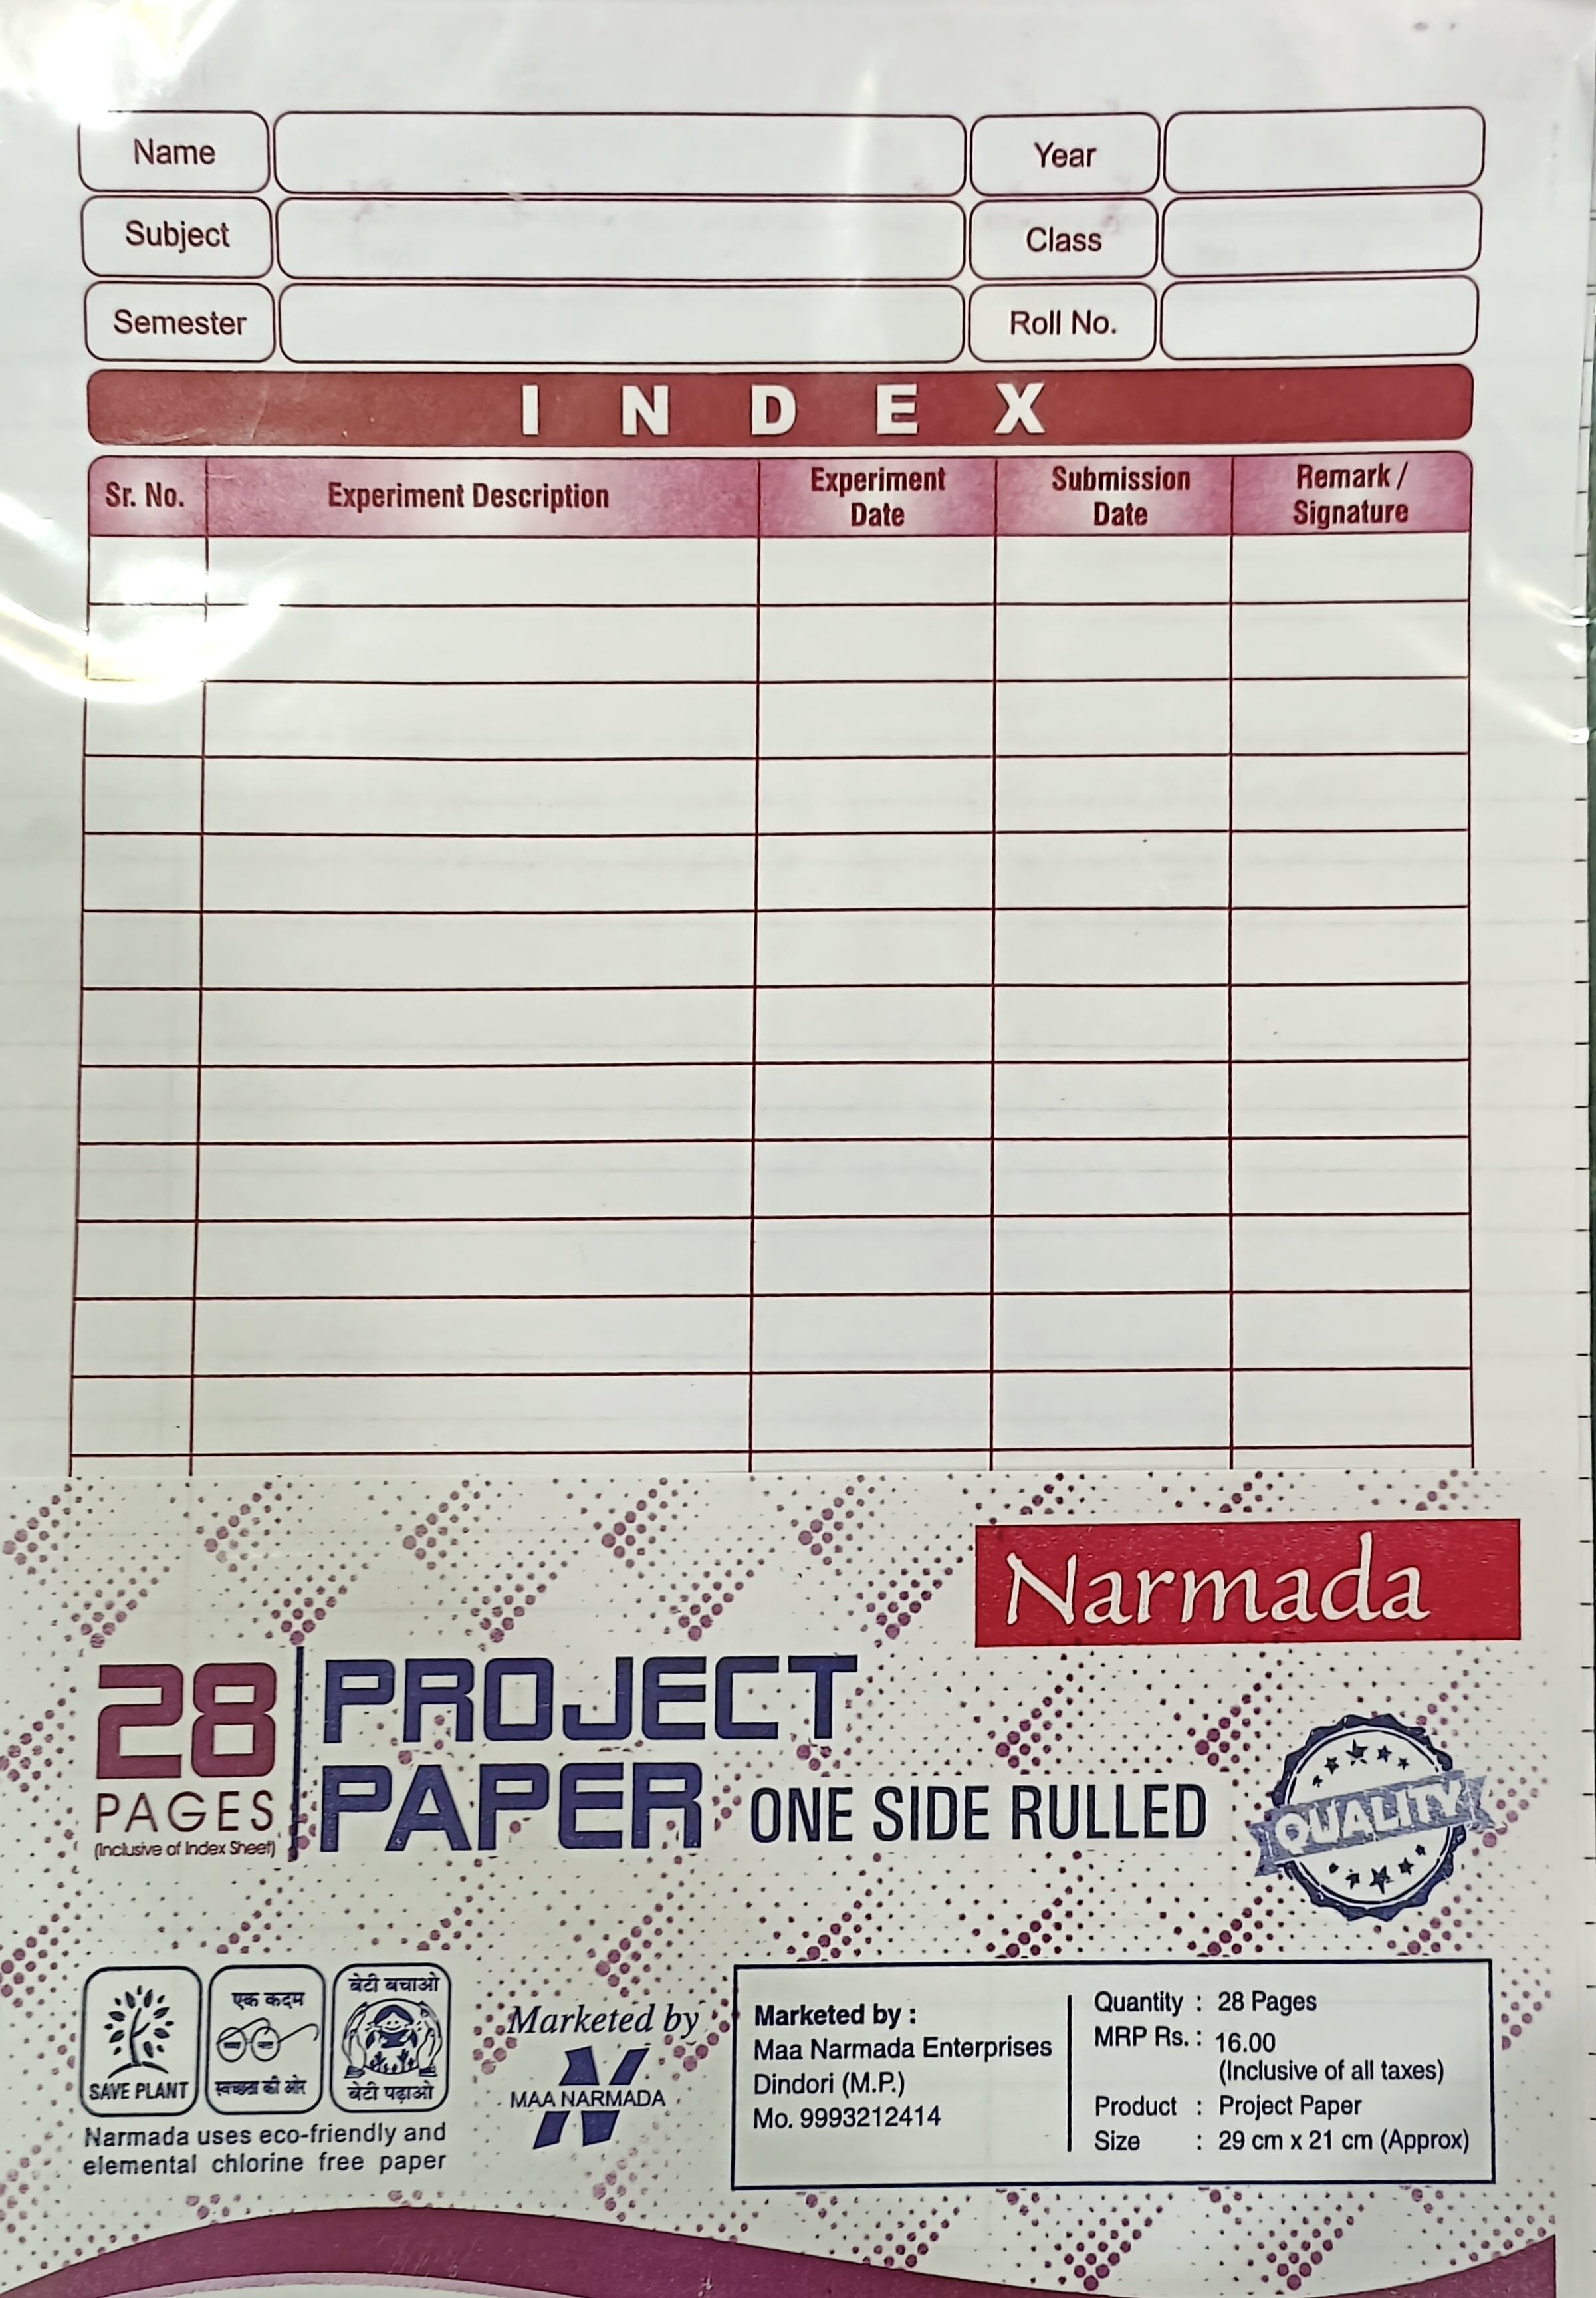 Name
Year
Subject
Class
Semester
Roll No.
INDEX
Sr. No.
Experiment Description
Experiment Date
Submission Date
Remark / Signature
Narmada
28 PAGES
(Inclusive of Index Sheet)
PROJECT
PAPER ONE SIDE RULLED
QUALITY
SAVE PLANT
एक कदम
स्वच्छता की ओर
बेटी बचाओ
बेटी पढ़ाओ
Narmada uses eco-friendly and
elemental chlorine free paper
Marketed by
MAA NARMADA
Marketed by :
Maa Narmada Enterprises
Dindori (M.P.)
Mo. 9993212414
Quantity : 28 Pages
MRP Rs. : 16.00
(Inclusive of all taxes)
Product : Project Paper
Size : 29 cm x 21 cm (Approx)